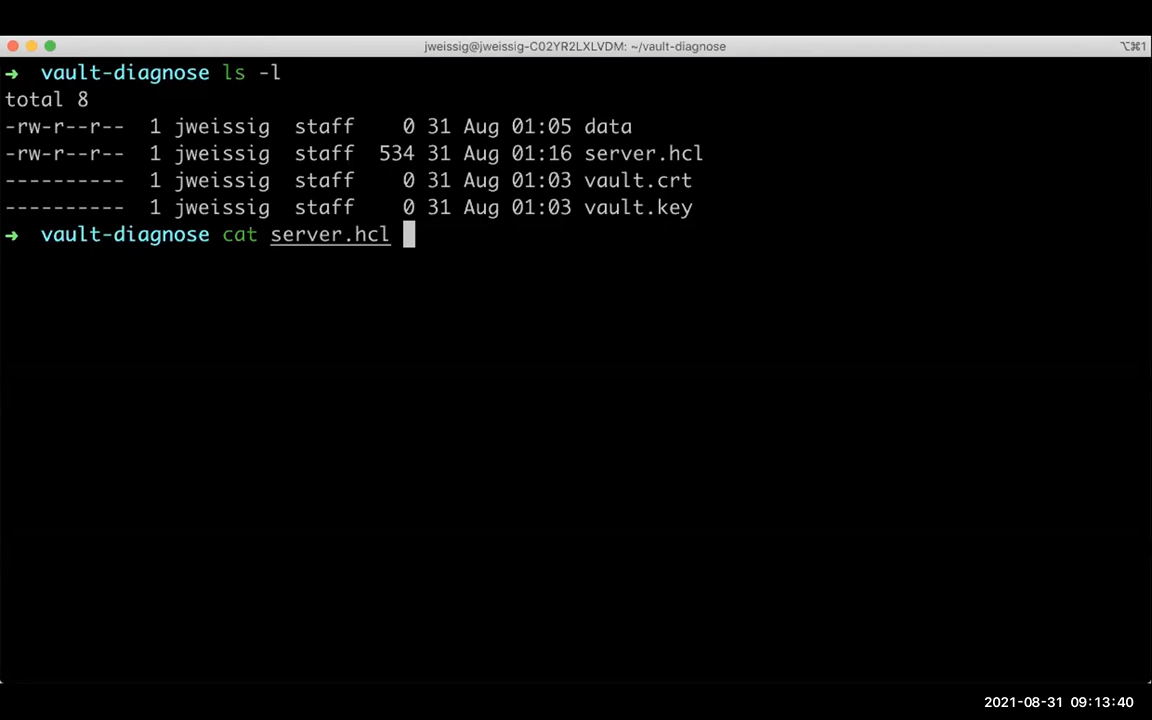 jweissig@jweissig-C02YR2LXLVDM: ~/vault-diagnose ⌥⌘1
➜ vault-diagnose ls -l
total 8
-rw-r--r-- 1 jweissig staff 0 31 Aug 01:05 data
-rw-r--r-- 1 jweissig staff 534 31 Aug 01:16 server.hcl
---------- 1 jweissig staff 0 31 Aug 01:03 vault.crt
---------- 1 jweissig staff 0 31 Aug 01:03 vault.key
➜ vault-diagnose cat server.hcl
2021-08-31 09:13:40